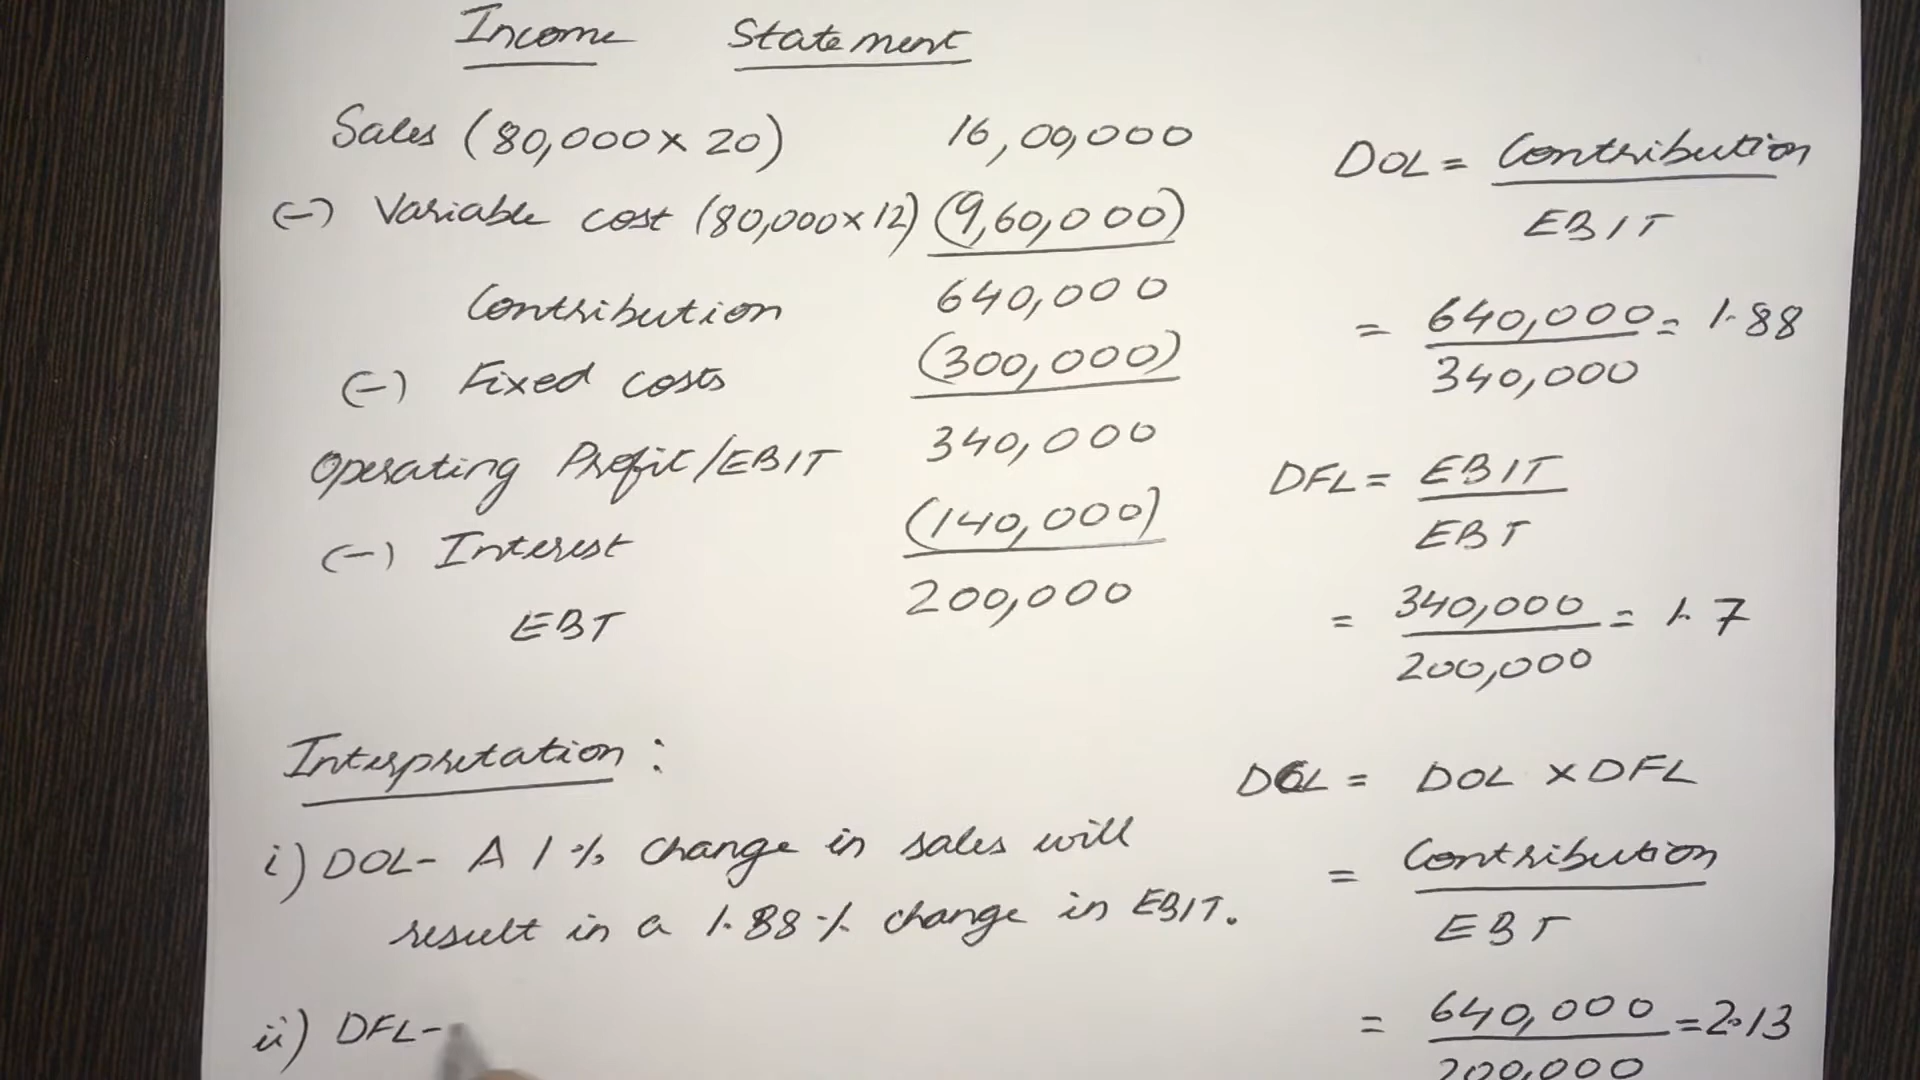 Income Statement
Sales (80,000 x 20) 16,00,000
(-) Variable cost (80,000 x 12) (9,60,000)
Contribution 640,000
(-) Fixed costs (300,000)
Operating Profit/EBIT 340,000
(-) Interest (140,000)
EBT 200,000
Interpretation :
i) DOL- A 1% change in sales will
result in a 1.88% change in EBIT.
ii) DFL-
DOL = Contribution
EBIT
= 640,000 = 1.88
340,000
DFL = EBIT
EBT
= 340,000 = 1.7
200,000
DCL = DOL X DFL
= Contribution
EBT
= 640,000 = 2.13
200,000